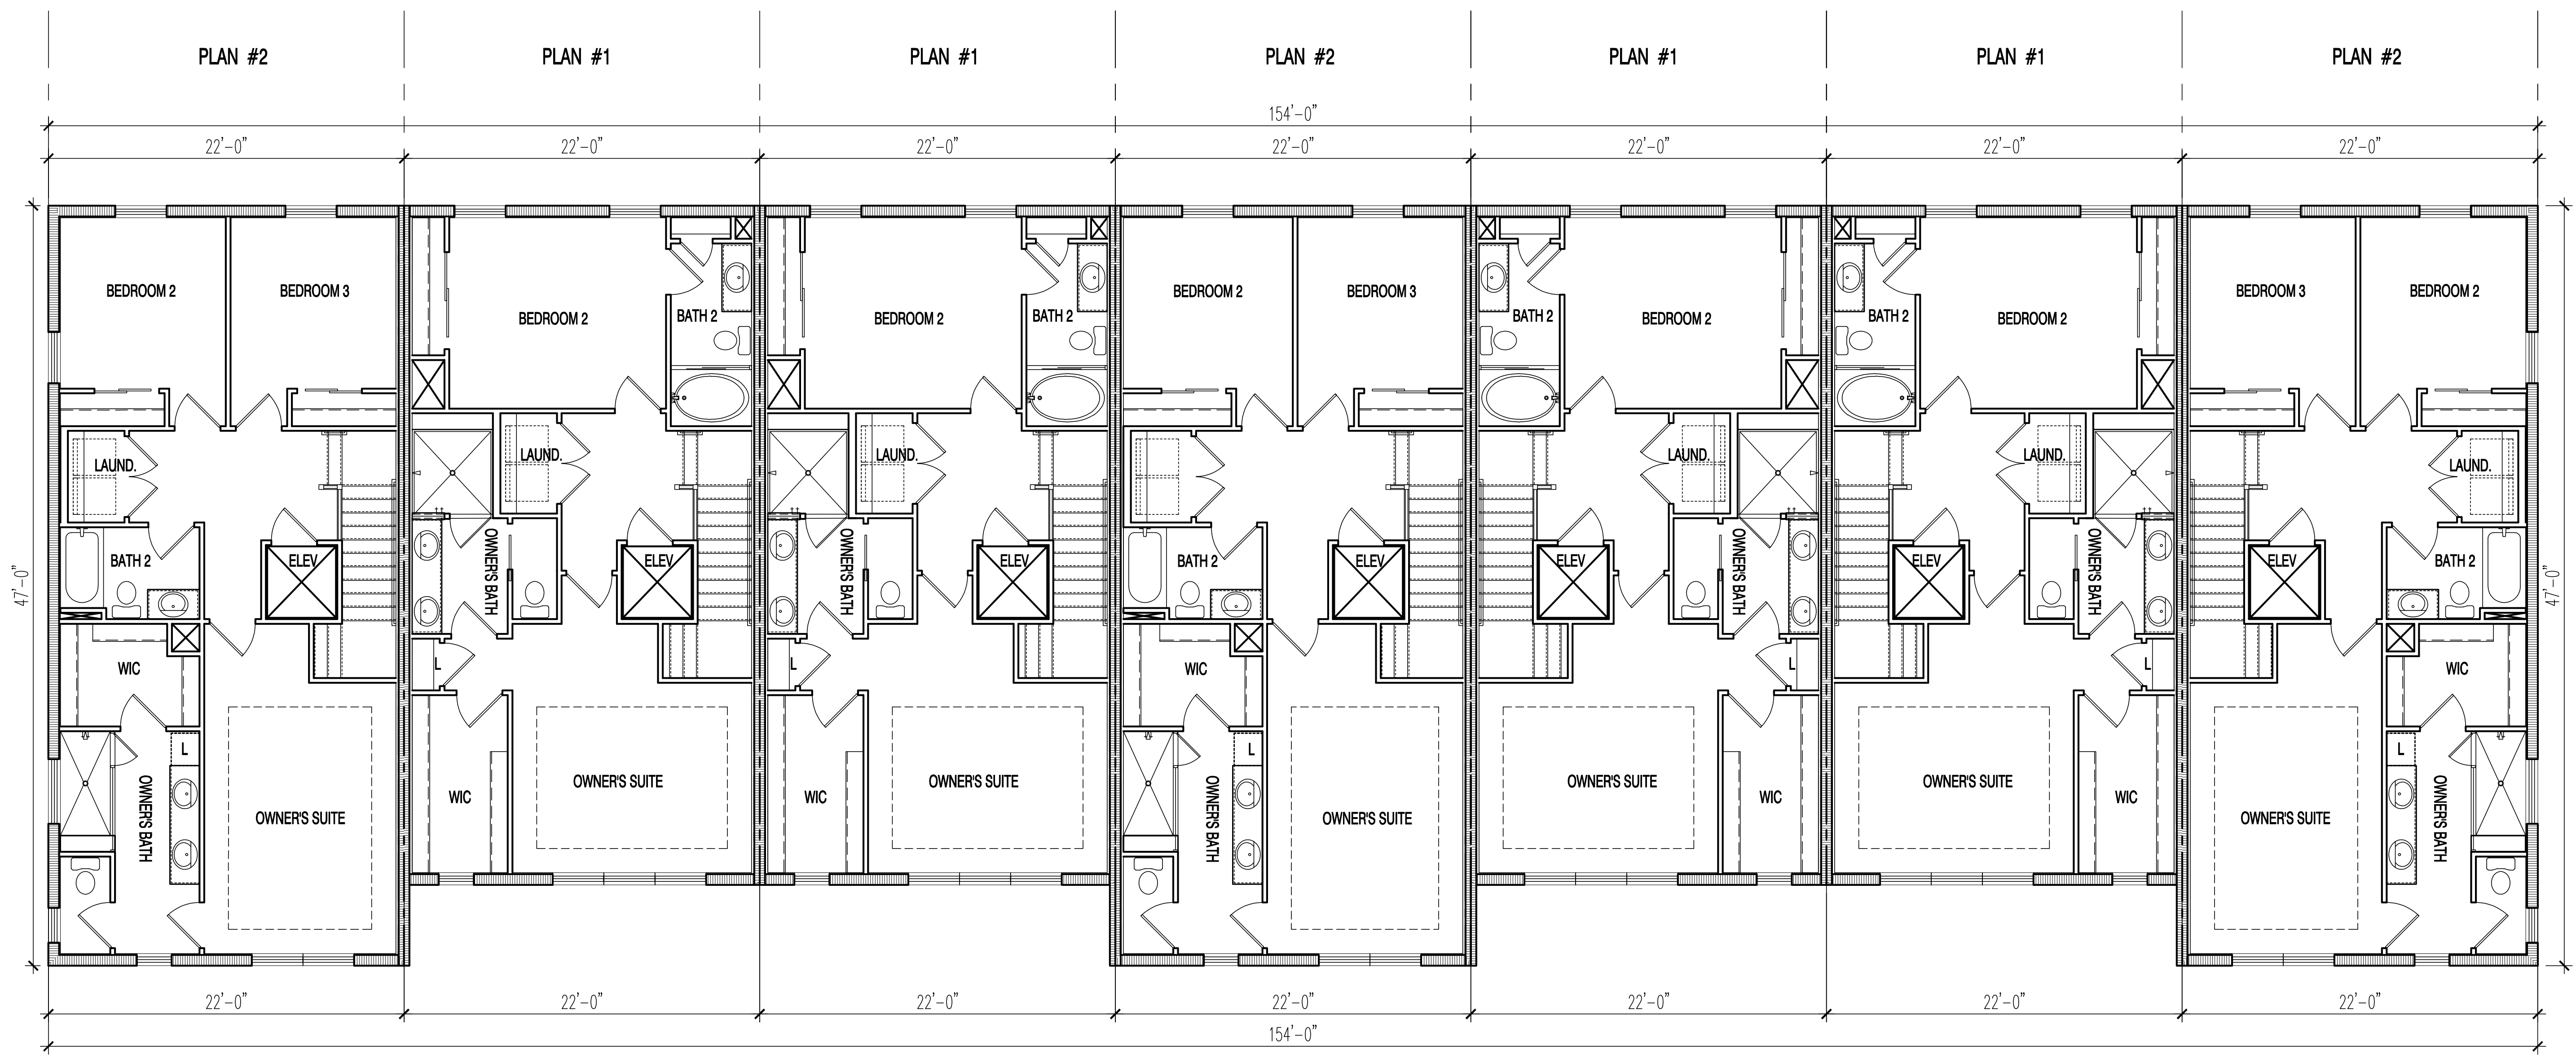 PLAN #2 PLAN #1 PLAN #1 PLAN #2 PLAN #1 PLAN #1 PLAN #2
154'-0"
22'-0" 22'-0" 22'-0" 22'-0" 22'-0" 22'-0" 22'-0"
BEDROOM 2 BEDROOM 3 BEDROOM 2 BEDROOM 3 BEDROOM 3 BEDROOM 2
BEDROOM 2 BATH 2 BEDROOM 2 BATH 2 BATH 2 BEDROOM 2 BATH 2 BEDROOM 2
LAUND. LAUND. LAUND. LAUND. LAUND. LAUND.
BATH 2 ELEV ELEV ELEV BATH 2 ELEV ELEV ELEV ELEV BATH 2
OWNER'S BATH OWNER'S BATH OWNER'S BATH OWNER'S BATH
47'-0" 47'-0"
WIC L L WIC L L WIC
L L L
OWNER'S BATH OWNER'S BATH OWNER'S BATH
WIC OWNER'S SUITE WIC OWNER'S SUITE OWNER'S SUITE WIC OWNER'S SUITE WIC
OWNER'S SUITE OWNER'S SUITE OWNER'S SUITE
22'-0" 22'-0" 22'-0" 22'-0" 22'-0" 22'-0" 22'-0"
154'-0"